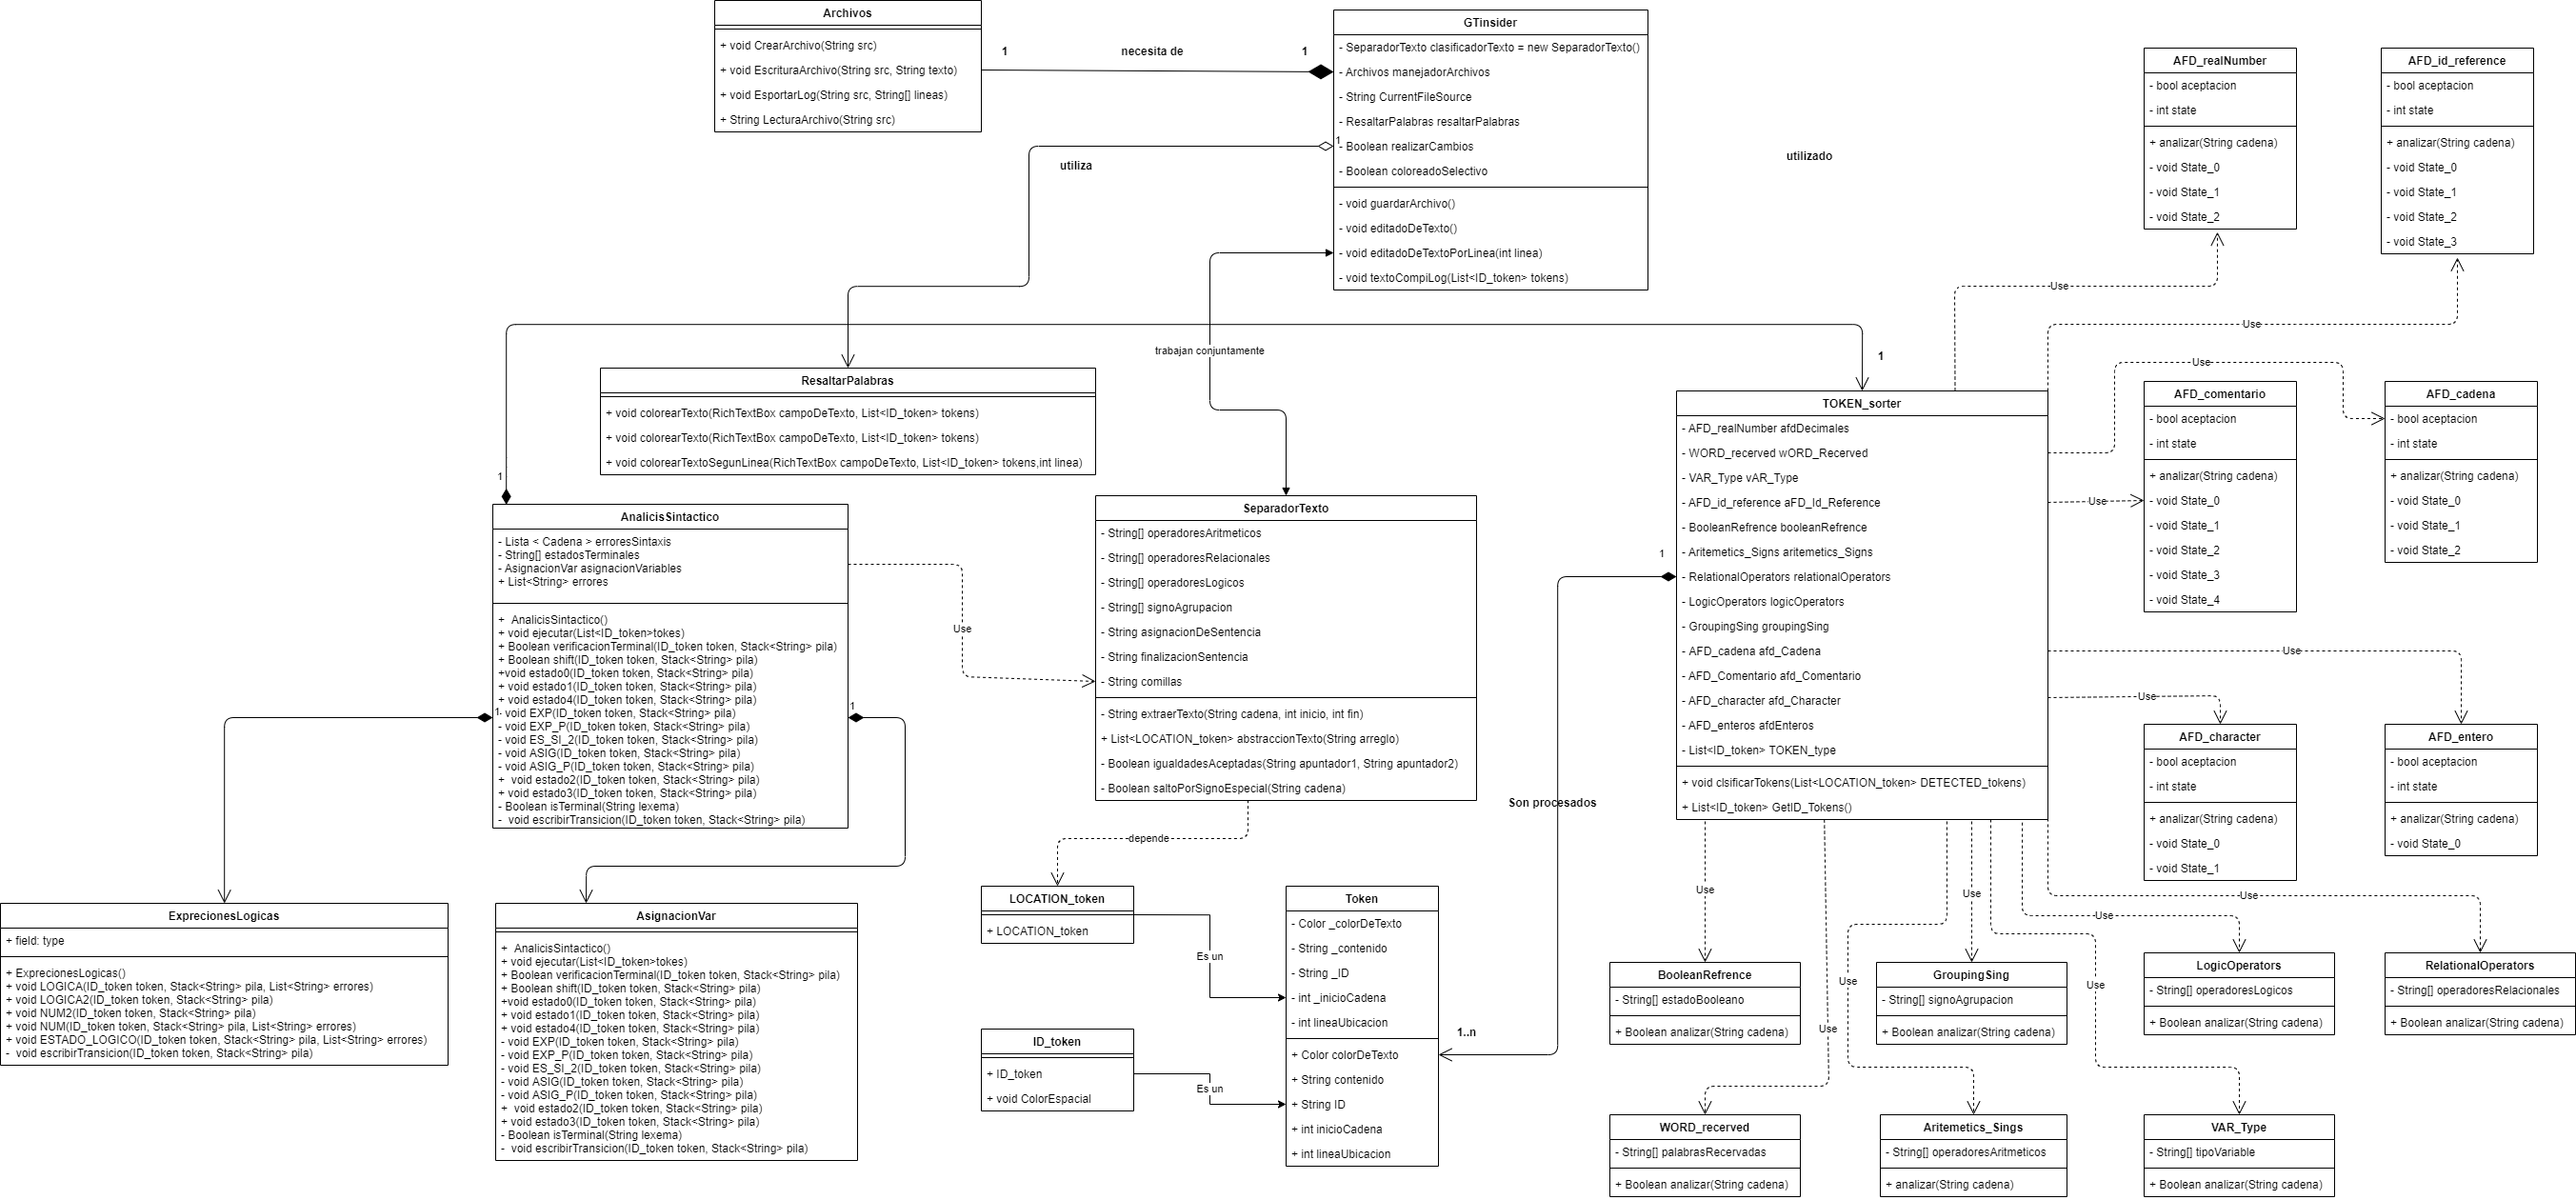 Archivos
+ void CrearArchivo(String src)
+ void EscrituraArchivo(String src, String texto)
+ void EsportarLog(String src, String[] lineas)
+ String LecturaArchivo(String src)
1
necesita de
1
GTinsider
- SeparadorTexto clasificadorTexto = new SeparadorTexto()
- Archivos manejadorArchivos
- String CurrentFileSource
- ResaltarPalabras resaltarPalabras
1
- Boolean realizarCambios
- Boolean coloreadoSelectivo
- void guardarArchivo()
- void editadoDeTexto()
- void editadoDeTextoPorLinea(int linea)
- void textoCompiLog(List<ID_token> tokens)
utiliza
utilizado
trabajan conjuntamente
AFD_realNumber
- bool aceptacion
- int state
+ analizar(String cadena)
- void State_0
- void State_1
- void State_2
AFD_id_reference
- bool aceptacion
- int state
+ analizar(String cadena)
- void State_0
- void State_1
- void State_2
- void State_3
Use
Use
Use
1
ResaltarPalabras
+ void colorearTexto(RichTextBox campoDeTexto, List<ID_token> tokens)
+ void colorearTexto(RichTextBox campoDeTexto, List<ID_token> tokens)
+ void colorearTextoSegunLinea(RichTextBox campoDeTexto, List<ID_token> tokens,int linea)
TOKEN_sorter
- AFD_realNumber afdDecimales
- WORD_recerved wORD_Recerved
- VAR_Type vAR_Type
- AFD_id_reference aFD_Id_Reference
- BooleanRefrence booleanRefrence
- Aritemetics_Signs aritemetics_Signs
- RelationalOperators relationalOperators
- LogicOperators logicOperators
- GroupingSing groupingSing
- AFD_cadena afd_Cadena
- AFD_Comentario afd_Comentario
- AFD_character afd_Character
- AFD_enteros afdEnteros
- List<ID_token> TOKEN_type
+ void clsificarTokens(List<LOCATION_token> DETECTED_tokens)
+ List<ID_token> GetID_Tokens()
AFD_comentario
- bool aceptacion
- int state
+ analizar(String cadena)
- void State_0
- void State_1
- void State_2
- void State_3
- void State_4
AFD_cadena
- bool aceptacion
- int state
+ analizar(String cadena)
- void State_0
- void State_1
- void State_2
Use
1
AnalicisSintactico
- Lista < Cadena > erroresSintaxis
- String[] estadosTerminales
- AsignacionVar asignacionVariables
+ List<String> errores
+  AnalicisSintactico()
+ void ejecutar(List<ID_token>tokes)
+ Boolean verificacionTerminal(ID_token token, Stack<String> pila)
+ Boolean shift(ID_token token, Stack<String> pila)
+void estado0(ID_token token, Stack<String> pila)
+ void estado1(ID_token token, Stack<String> pila)
+ void estado4(ID_token token, Stack<String> pila)
- void EXP(ID_token token, Stack<String> pila)
- void EXP_P(ID_token token, Stack<String> pila)
- void ES_SI_2(ID_token token, Stack<String> pila)
- void ASIG(ID_token token, Stack<String> pila)
- void ASIG_P(ID_token token, Stack<String> pila)
+  void estado2(ID_token token, Stack<String> pila)
+ void estado3(ID_token token, Stack<String> pila)
- Boolean isTerminal(String lexema)
-  void escribirTransicion(ID_token token, Stack<String> pila)
1
1
Use
SeparadorTexto
- String[] operadoresAritmeticos
- String[] operadoresRelacionales
- String[] operadoresLogicos
- String[] signoAgrupacion
- String asignacionDeSentencia
- String finalizacionSentencia
- String comillas
- String extraerTexto(String cadena, int inicio, int fin)
+ List<LOCATION_token> abstraccionTexto(String arreglo)
- Boolean igualdadesAceptadas(String apuntador1, String apuntador2)
- Boolean saltoPorSignoEspecial(String cadena)
1
Son procesados
1..n
depende
Use
Use
AFD_character
- bool aceptacion
- int state
+ analizar(String cadena)
- void State_0
- void State_1
AFD_entero
- bool aceptacion
- int state
+ analizar(String cadena)
- void State_0
ExprecionesLogicas
+ field: type
+ ExprecionesLogicas()
+ void LOGICA(ID_token token, Stack<String> pila, List<String> errores)
+ void LOGICA2(ID_token token, Stack<String> pila)
+ void NUM2(ID_token token, Stack<String> pila)
+ void NUM(ID_token token, Stack<String> pila, List<String> errores)
+ void ESTADO_LOGICO(ID_token token, Stack<String> pila, List<String> errores)
-  void escribirTransicion(ID_token token, Stack<String> pila)
AsignacionVar
+  AnalicisSintactico()
+ void ejecutar(List<ID_token>tokes)
+ Boolean verificacionTerminal(ID_token token, Stack<String> pila)
+ Boolean shift(ID_token token, Stack<String> pila)
+void estado0(ID_token token, Stack<String> pila)
+ void estado1(ID_token token, Stack<String> pila)
+ void estado4(ID_token token, Stack<String> pila)
- void EXP(ID_token token, Stack<String> pila)
- void EXP_P(ID_token token, Stack<String> pila)
- void ES_SI_2(ID_token token, Stack<String> pila)
- void ASIG(ID_token token, Stack<String> pila)
- void ASIG_P(ID_token token, Stack<String> pila)
+  void estado2(ID_token token, Stack<String> pila)
+ void estado3(ID_token token, Stack<String> pila)
- Boolean isTerminal(String lexema)
-  void escribirTransicion(ID_token token, Stack<String> pila)
LOCATION_token
+ LOCATION_token
Es un
ID_token
+ ID_token
+ void ColorEspacial
Es un
Token
- Color _colorDeTexto
- String _contenido
- String _ID
- int _inicioCadena
- int lineaUbicacion
+ Color colorDeTexto
+ String contenido
+ String ID
+ int inicioCadena
+ int lineaUbicacion
Use
Use
Use
Use
Use
Use
Use
BooleanRefrence
- String[] estadoBooleano
+ Boolean analizar(String cadena)
GroupingSing
- String[] signoAgrupacion
+ Boolean analizar(String cadena)
LogicOperators
- String[] operadoresLogicos
+ Boolean analizar(String cadena)
RelationalOperators
- String[] operadoresRelacionales
+ Boolean analizar(String cadena)
WORD_recerved
- String[] palabrasRecervadas
+ Boolean analizar(String cadena)
Aritemetics_Sings
- String[] operadoresAritmeticos
+ analizar(String cadena)
VAR_Type
- String[] tipoVariable
+ Boolean analizar(String cadena)